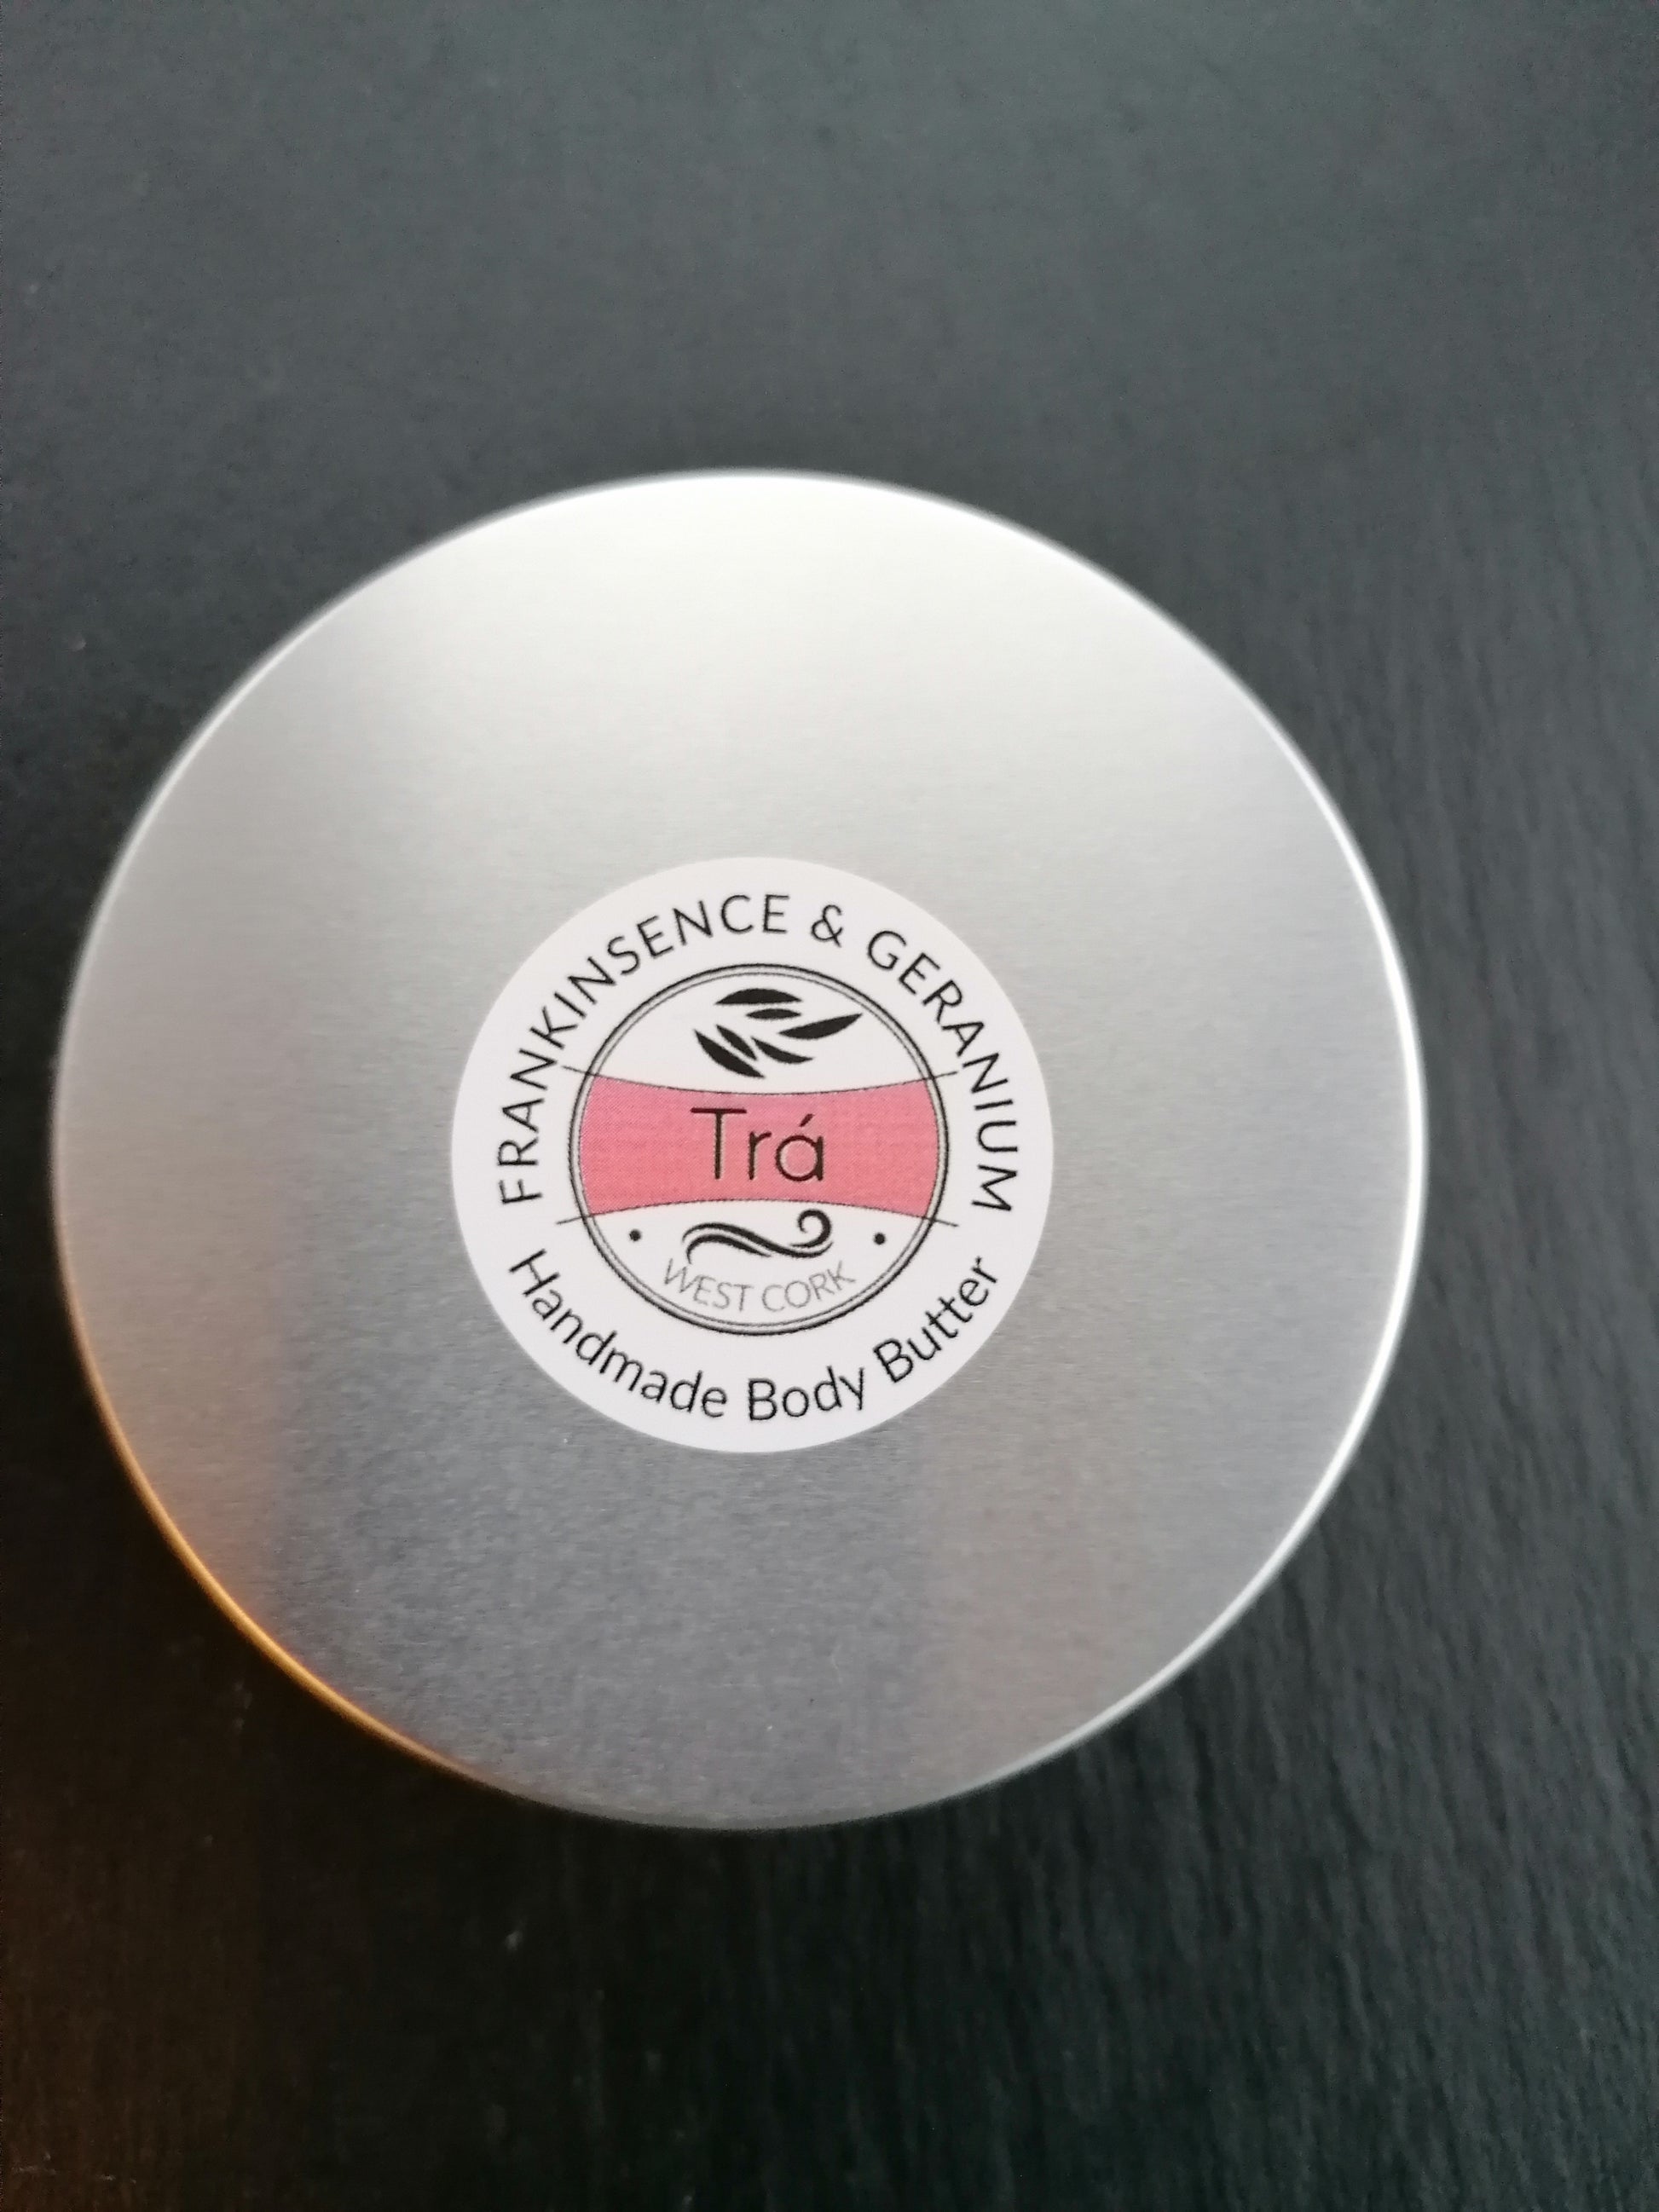 FRANKINSENCE & GERANIUM
Trá
WEST CORK
Handmade Body Butter